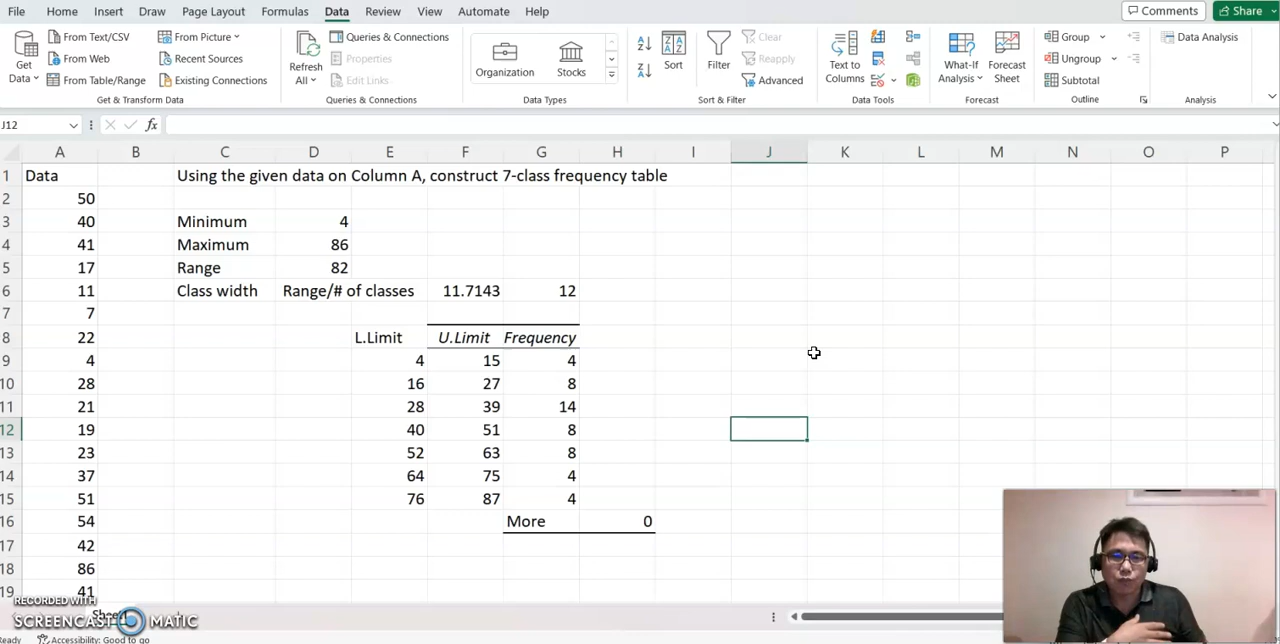 File Home Insert Draw Page Layout Formulas Data Review View Automate Help Comments Share
Get Data
From Text/CSV
From Web
From Table/Range
From Picture
Recent Sources
Existing Connections
Get & Transform Data
Refresh All
Queries & Connections
Properties
Edit Links
Queries & Connections
Organization Stocks
Data Types
Sort
Filter
Clear
Reapply
Advanced
Sort & Filter
Text to Columns
Data Tools
What-If Analysis
Forecast Sheet
Forecast
Group
Ungroup
Subtotal
Outline
Data Analysis
Analysis
J12 fx
A B C D E F G H I J K L M N O P
1 Data Using the given data on Column A, construct 7-class frequency table
2 50
3 40 Minimum 4
4 41 Maximum 86
5 17 Range 82
6 11 Class width Range/# of classes 11.7143 12
7 7
8 22 L.Limit U.Limit Frequency
9 4 4 15 4
10 28 16 27 8
11 21 28 39 14
12 19 40 51 8
13 23 52 63 8
14 37 64 75 4
15 51 76 87 4
16 54 More 0
17 42
18 86
19 41
RECORDED WITH
SCREENCAST MATIC
Accessibility: Good to go